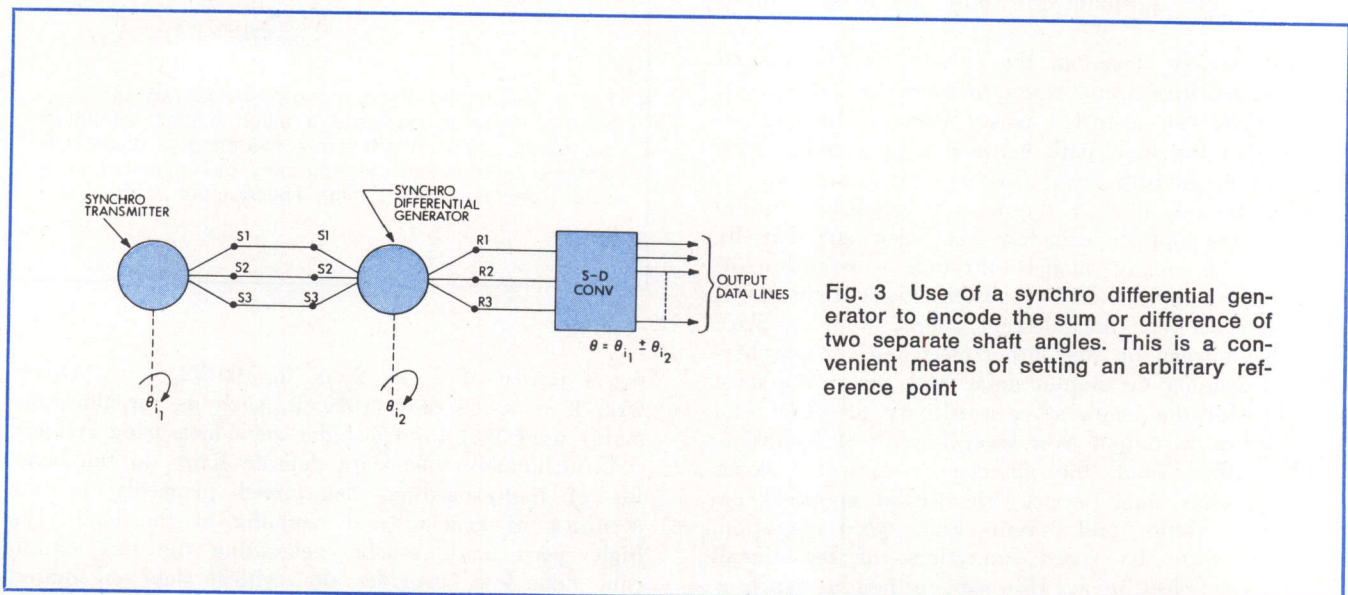 SYNCHRO
TRANSMITTER
SYNCHRO
DIFFERENTIAL
GENERATOR
S1
S1
S2
S2
S3
S3
R1
R2
R3
S-D
CONV
OUTPUT
DATA LINES
θ = θi1 ± θi2
θi1
θi2
Fig. 3 Use of a synchro differential gen-
erator to encode the sum or difference of
two separate shaft angles. This is a con-
venient means of setting an arbitrary ref-
erence point